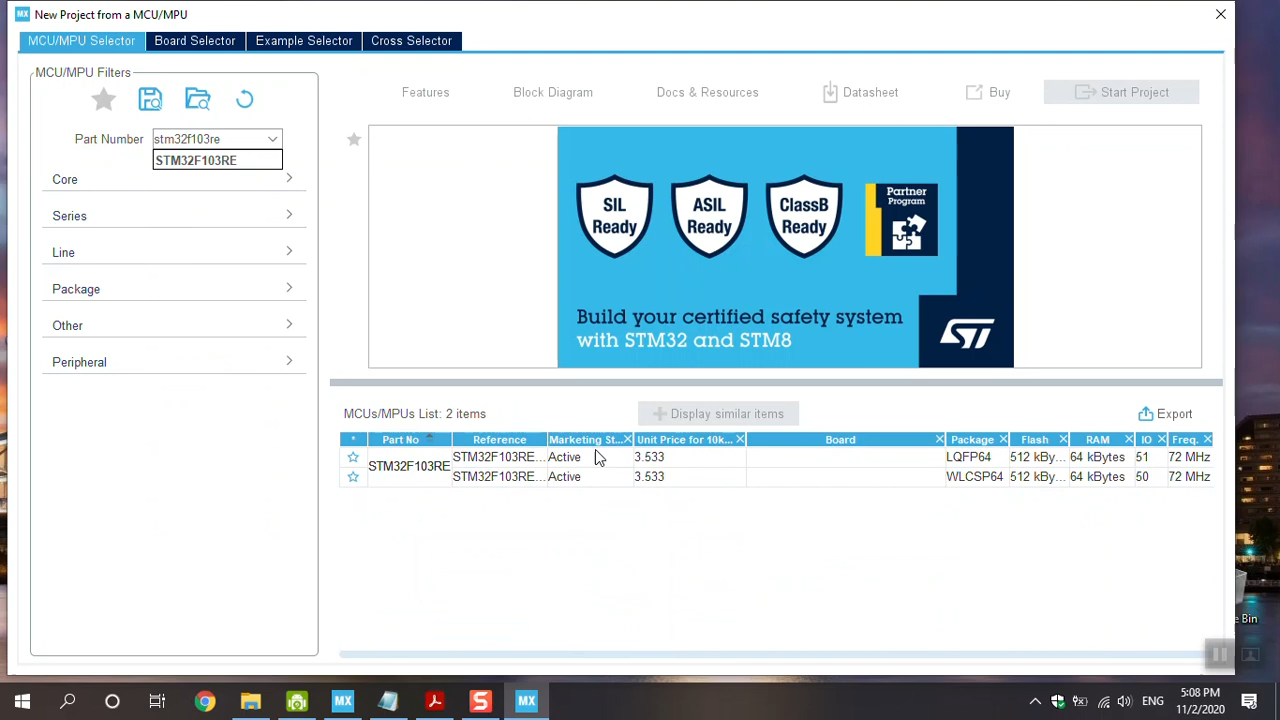 MX New Project from a MCU/MPU
MCU/MPU Selector Board Selector Example Selector Cross Selector
MCU/MPU Filters
Part Number stm32f103re
STM32F103RE
Core
Series
Line
Package
Other
Peripheral
Features Block Diagram Docs & Resources Datasheet Buy Start Project
SIL Ready
ASIL Ready
ClassB Ready
Partner Program
Build your certified safety system
with STM32 and STM8
ST
MCUs/MPUs List: 2 items Display similar items Export
* Part No Reference Marketing St... Unit Price for 10k... Board Package Flash RAM IO Freq.
STM32F103RE
STM32F103RE... Active 3.533 LQFP64 512 kBy... 64 kBytes 51 72 MHz
STM32F103RE... Active 3.533 WLCSP64 512 kBy... 64 kBytes 50 72 MHz
e Bin
MX MX ENG 5:08 PM
11/2/2020